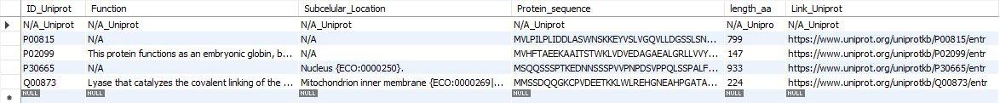 ID_Uniprot Function Subcelular_Location Protein_sequence length_aa Link_Uniprot
N/A_Uniprot N/A_Uniprot N/A_Uniprot N/A_Uniprot N/A_Unipro N/A_Uniprot
P00815 N/A N/A MVLPILPLIDDLASWNSKKEYVSLVGQVLLDGSSLSN... 799 https://www.uniprot.org/uniprotkb/P00815/entr
P02099 This protein functions as an embryonic globin, b... N/A MVHFTAEEKAAITSTWKLVDVEDAGAEALGRLLVVY... 147 https://www.uniprot.org/uniprotkb/P02099/entr
P30665 N/A Nucleus {ECO:0000250}. MSQQSSSPTKEDNNSSSPVVPNPDSVPPQLSSPALF... 933 https://www.uniprot.org/uniprotkb/P30665/entr
Q00873 Lyase that catalyzes the covalent linking of the ... Mitochondrion inner membrane {ECO:0000269|... MMSSDQQGKCPVDEETKKLWLREHGNEAHPGATA... 224 https://www.uniprot.org/uniprotkb/Q00873/entr
NULL NULL NULL NULL NULL NULL